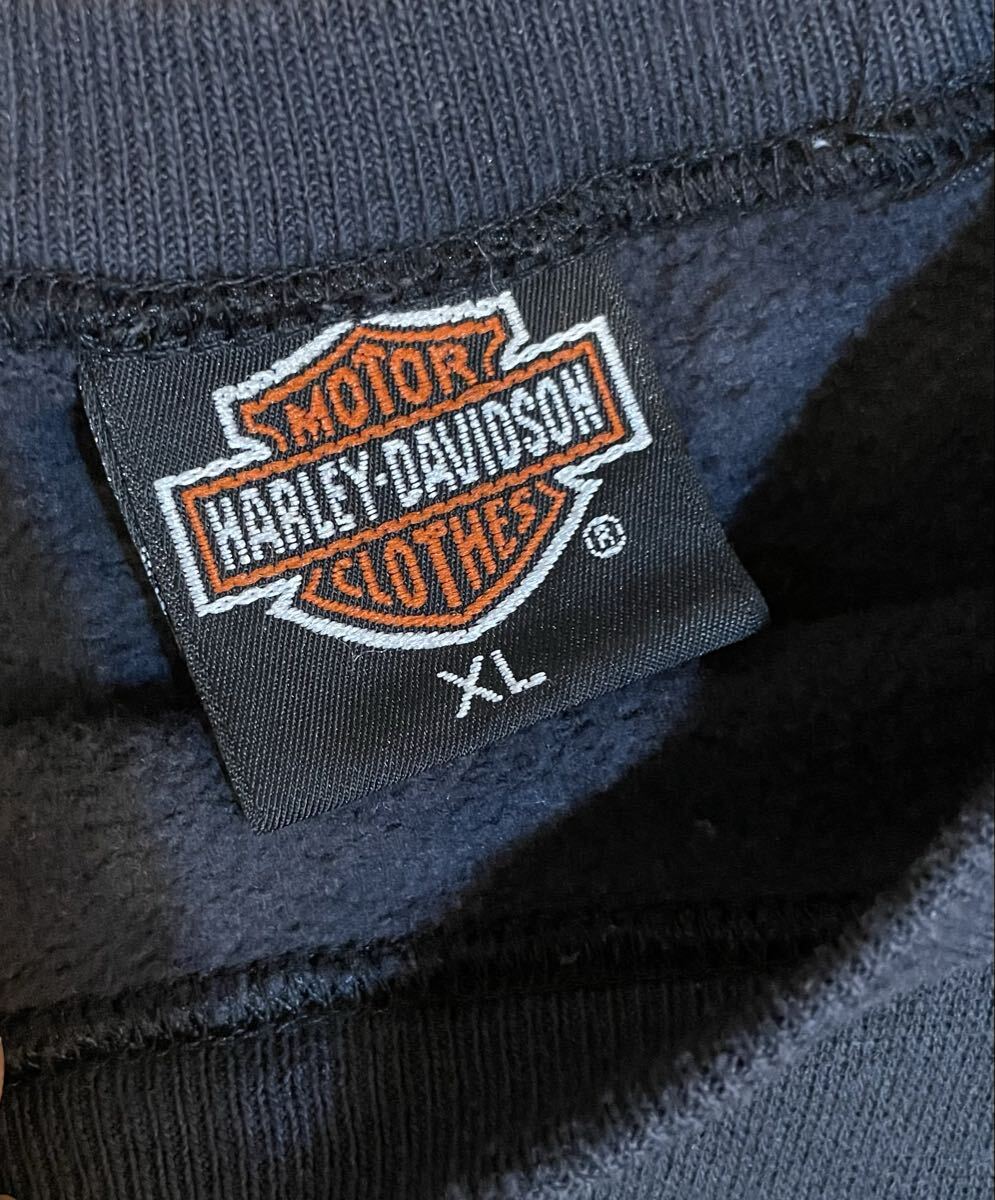 MOTOR
HARLEY-DAVIDSON
CLOTHES
®
XL